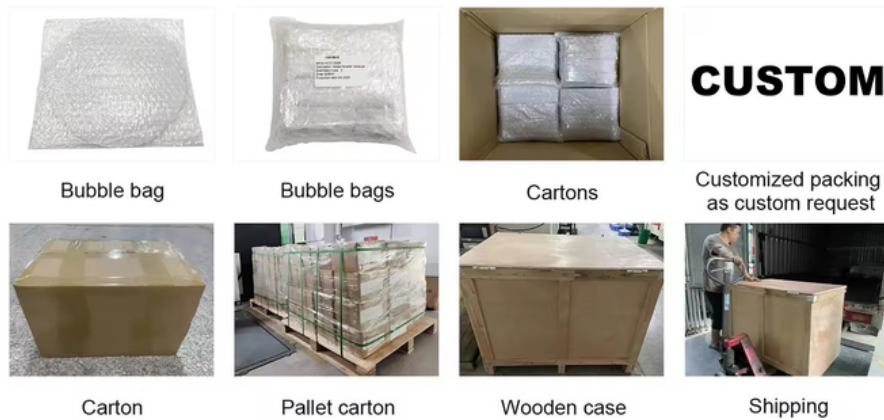 CUSTOM
Bubble bag
Bubble bags
Cartons
Customized packing
as custom request
Carton
Pallet carton
Wooden case
Shipping